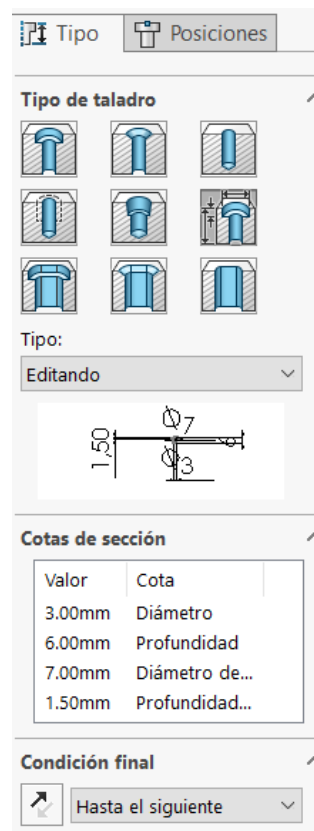 Tipo Posiciones
Tipo de taladro
Tipo:
Editando
1,50 Ø7
Ø3
Cotas de sección
Valor Cota
3.00mm Diámetro
6.00mm Profundidad
7.00mm Diámetro de...
1.50mm Profundidad...
Condición final
Hasta el siguiente